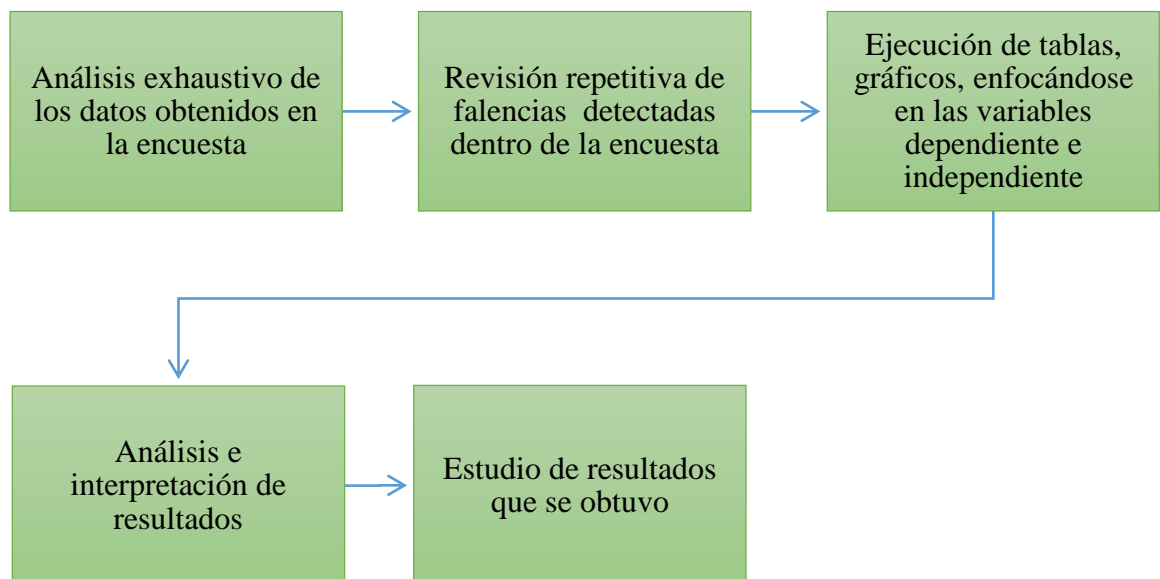 Análisis exhaustivo de
los datos obtenidos en
la encuesta
Revisión repetitiva de
falencias detectadas
dentro de la encuesta
Ejecución de tablas,
gráficos, enfocándose
en las variables
dependiente e
independiente
Análisis e
interpretación de
resultados
Estudio de resultados
que se obtuvo